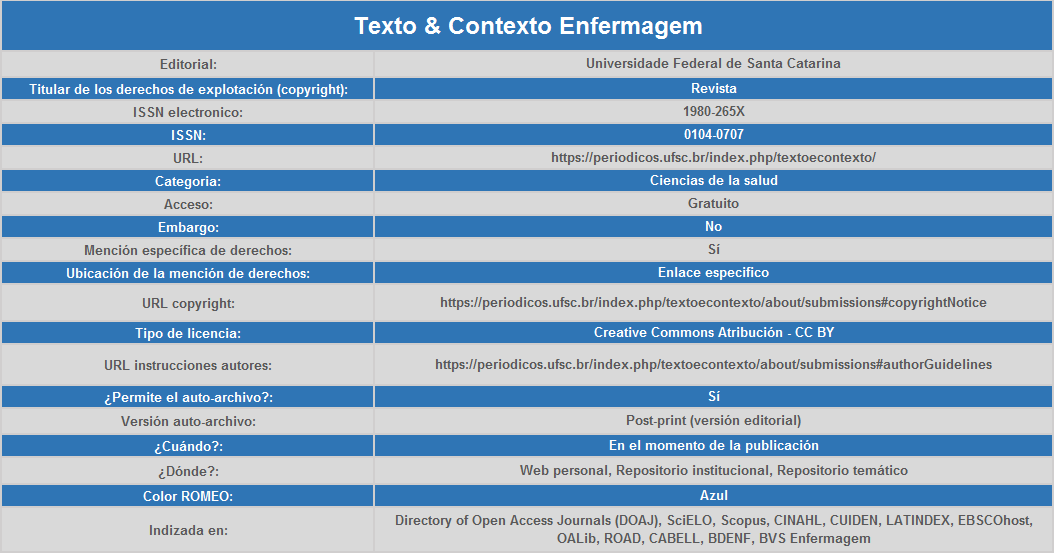 Texto & Contexto Enfermagem
Editorial: Universidade Federal de Santa Catarina
Titular de los derechos de explotación (copyright): Revista
ISSN electronico: 1980-265X
ISSN: 0104-0707
URL: https://periodicos.ufsc.br/index.php/textoecontexto/
Categoria: Ciencias de la salud
Acceso: Gratuito
Embargo: No
Mención específica de derechos: Sí
Ubicación de la mención de derechos: Enlace especifico
URL copyright: https://periodicos.ufsc.br/index.php/textoecontexto/about/submissions#copyrightNotice
Tipo de licencia: Creative Commons Atribución - CC BY
URL instrucciones autores: https://periodicos.ufsc.br/index.php/textoecontexto/about/submissions#authorGuidelines
¿Permite el auto-archivo?: Sí
Versión auto-archivo: Post-print (versión editorial)
¿Cuándo?: En el momento de la publicación
¿Dónde?: Web personal, Repositorio institucional, Repositorio temático
Color ROMEO: Azul
Indizada en: Directory of Open Access Journals (DOAJ), SciELO, Scopus, CINAHL, CUIDEN, LATINDEX, EBSCOhost,
OALib, ROAD, CABELL, BDENF, BVS Enfermagem